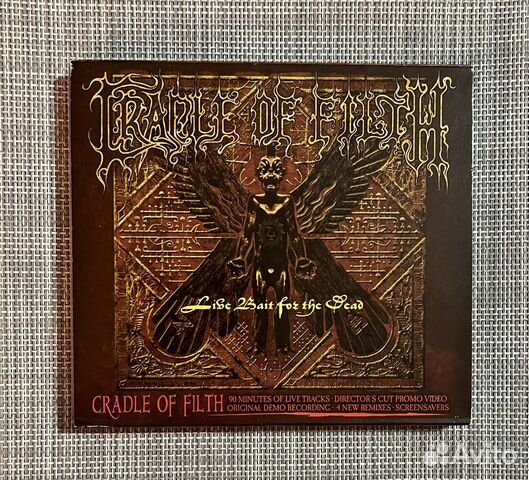 CRADLE OF FILTH
Live Bait for the Dead
CRADLE OF FILTH
90 MINUTES OF LIVE TRACKS · DIRECTOR'S CUT PROMO VIDEO
ORIGINAL DEMO RECORDING · 4 NEW REMIXES · SCREENSAVERS
Avito